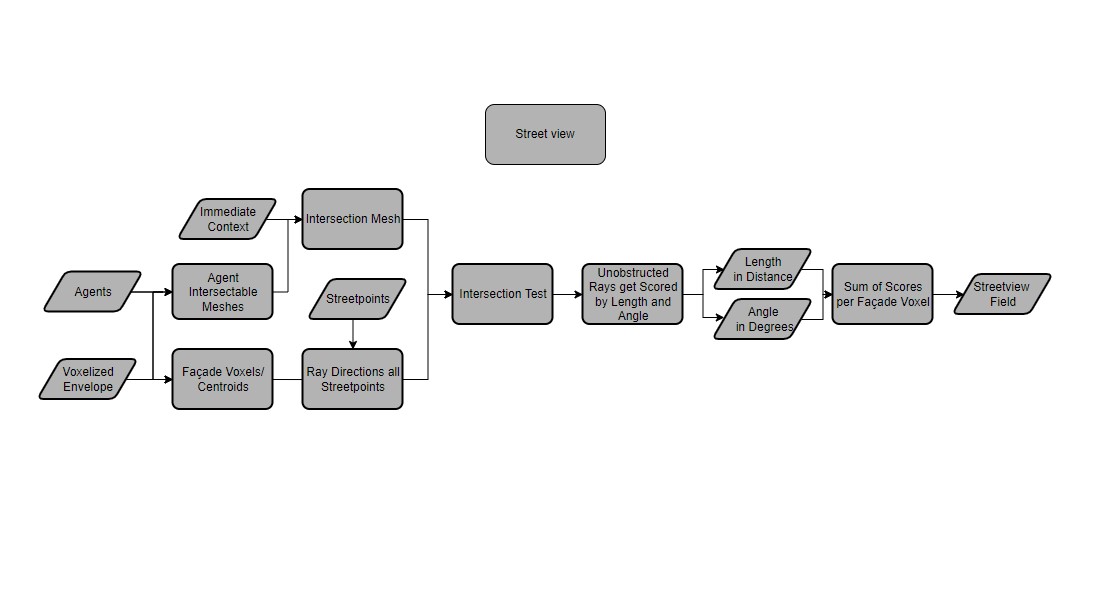 Street view
Immediate
Context
Intersection Mesh
Agents
Agent
Intersectable
Meshes
Streetpoints
Voxelized
Envelope
Façade Voxels/
Centroids
Ray Directions all
Streetpoints
Intersection Test
Unobstructed
Rays get Scored
by Length and
Angle
Length
in Distance
Angle
in Degrees
Sum of Scores
per Façade Voxel
Streetview
Field